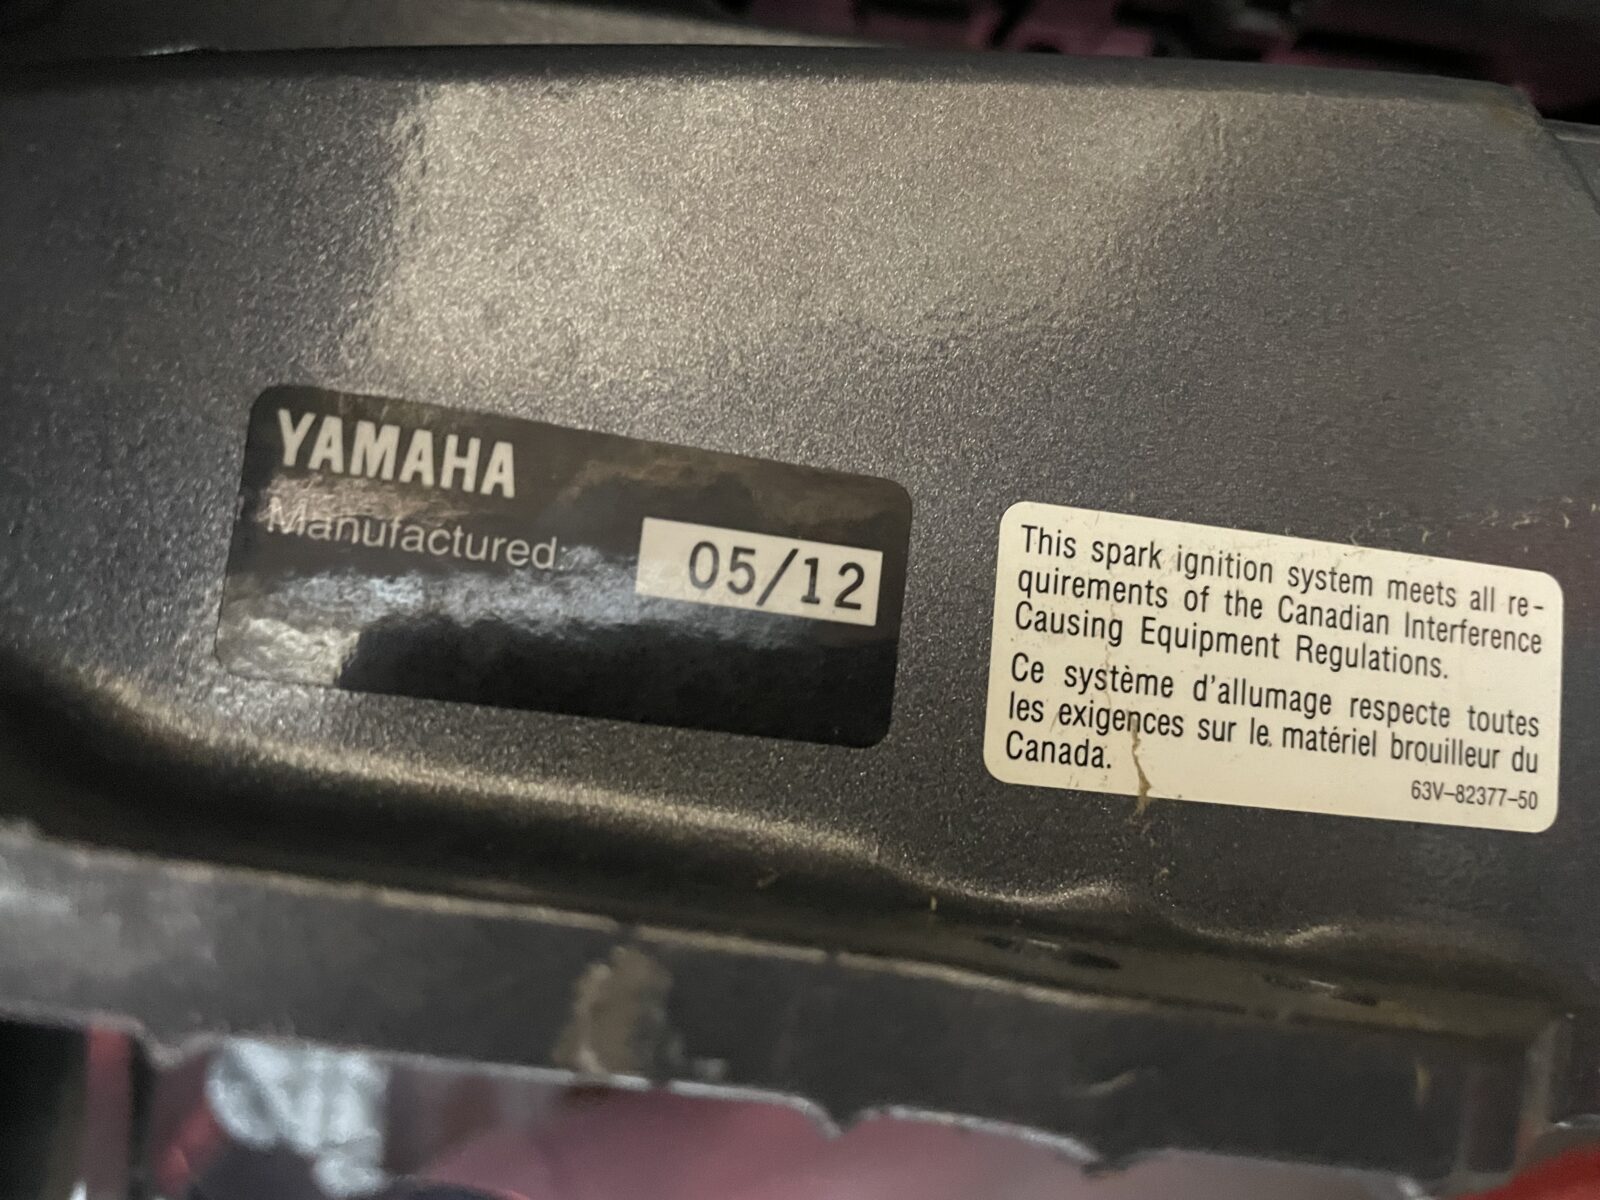 YAMAHA
Manufactured: 05/12
This spark ignition system meets all re-
quirements of the Canadian Interference
Causing Equipment Regulations.
Ce système d'allumage respecte toutes
les exigences sur le matériel brouilleur du
Canada.
63V-82377-50